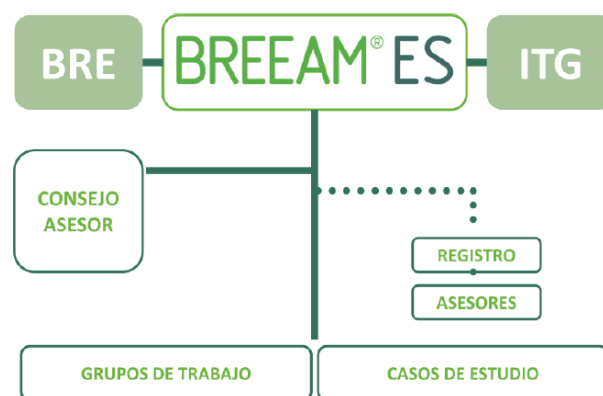 BRE
BREEAM® ES
ITG
CONSEJO
ASESOR
REGISTRO
ASESORES
GRUPOS DE TRABAJO
CASOS DE ESTUDIO